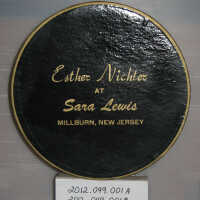 Esther Nichter
AT
Sara Lewis
MILLBURN, NEW JERSEY
2012.099.001A